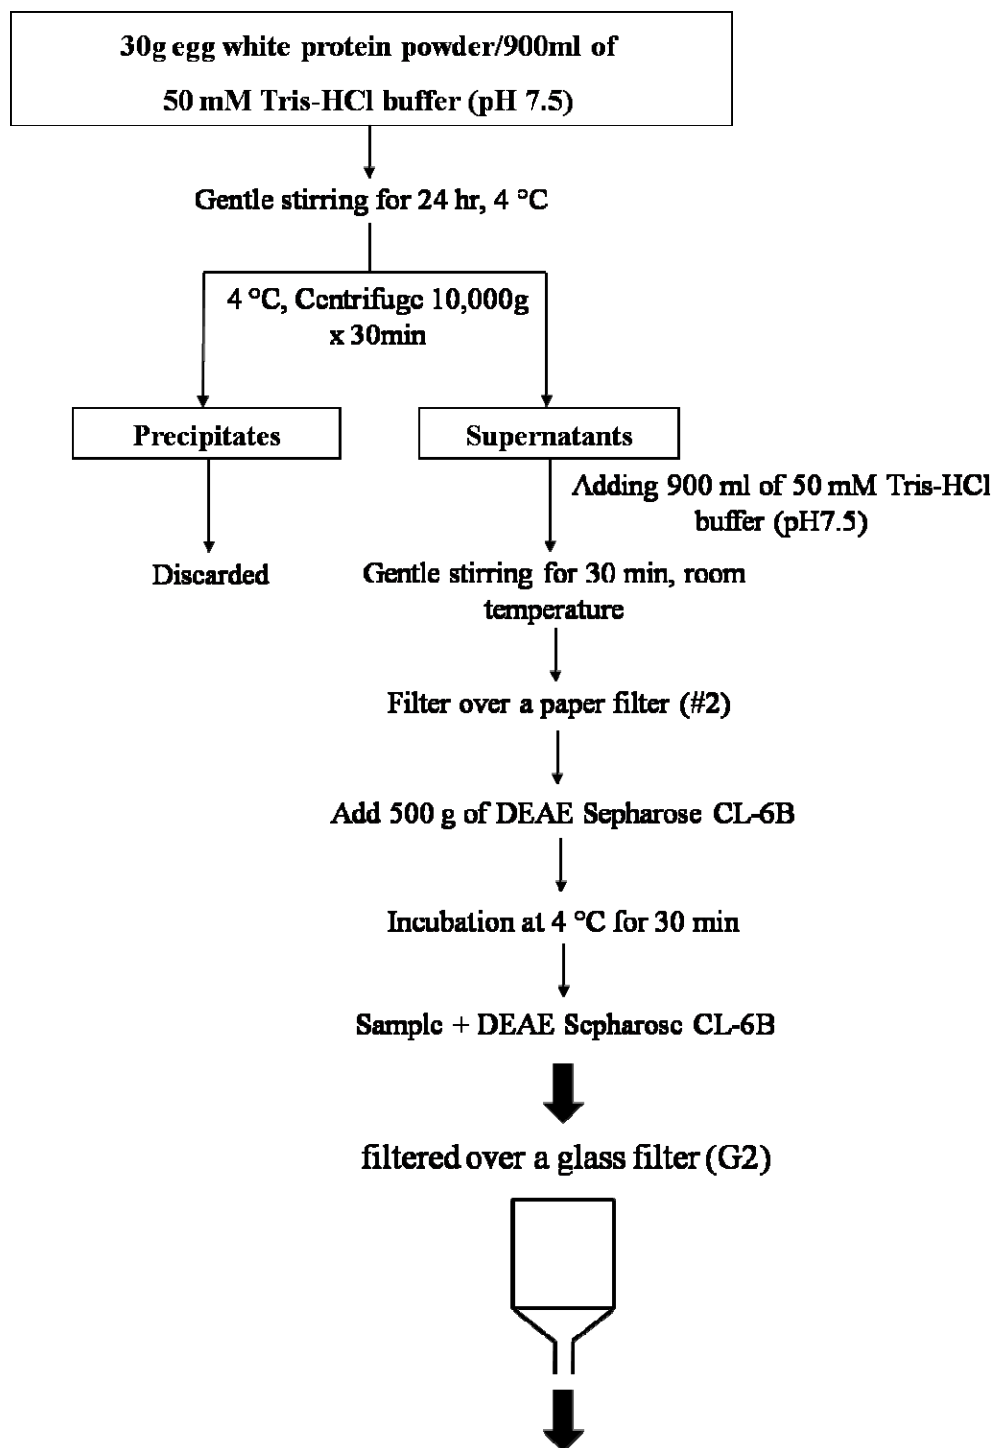 30g egg white protein powder/900ml of
50 mM Tris-HCl buffer (pH 7.5)
Gentle stirring for 24 hr, 4 °C
4 °C, Centrifuge 10,000g
x 30min
Precipitates
Supernatants
Adding 900 ml of 50 mM Tris-HCl
buffer (pH7.5)
Discarded
Gentle stirring for 30 min, room
temperature
Filter over a paper filter (#2)
Add 500 g of DEAE Sepharose CL-6B
Incubation at 4 °C for 30 min
Sample + DEAE Sepharose CL-6B
filtered over a glass filter (G2)